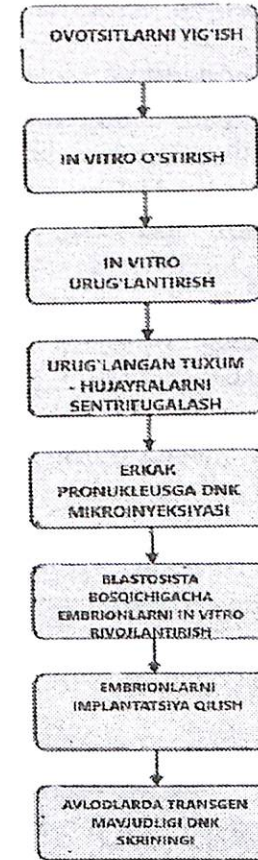 OVOTSITLARNI YIG'ISH
IN VITRO O'STIRISH
IN VITRO
URUG'LANTIRISH
URUG'LANGAN TUXUM
- HUJAYRALARNI
SENTRIFUGALASH
ERKAK
PRONUKLEUSGA DNK
MIKROINYEKSIYASI
BLASTOSISTA
BOSQICHIGACHA
EMBRIONLARNI IN VITRO
RIVOJLANTIRISH
EMBRIONLARNI
IMPLANTATSIYA QILISH
AVLODLARDA TRANSGEN
MAVJUDLIGI DNK
SKRININGI